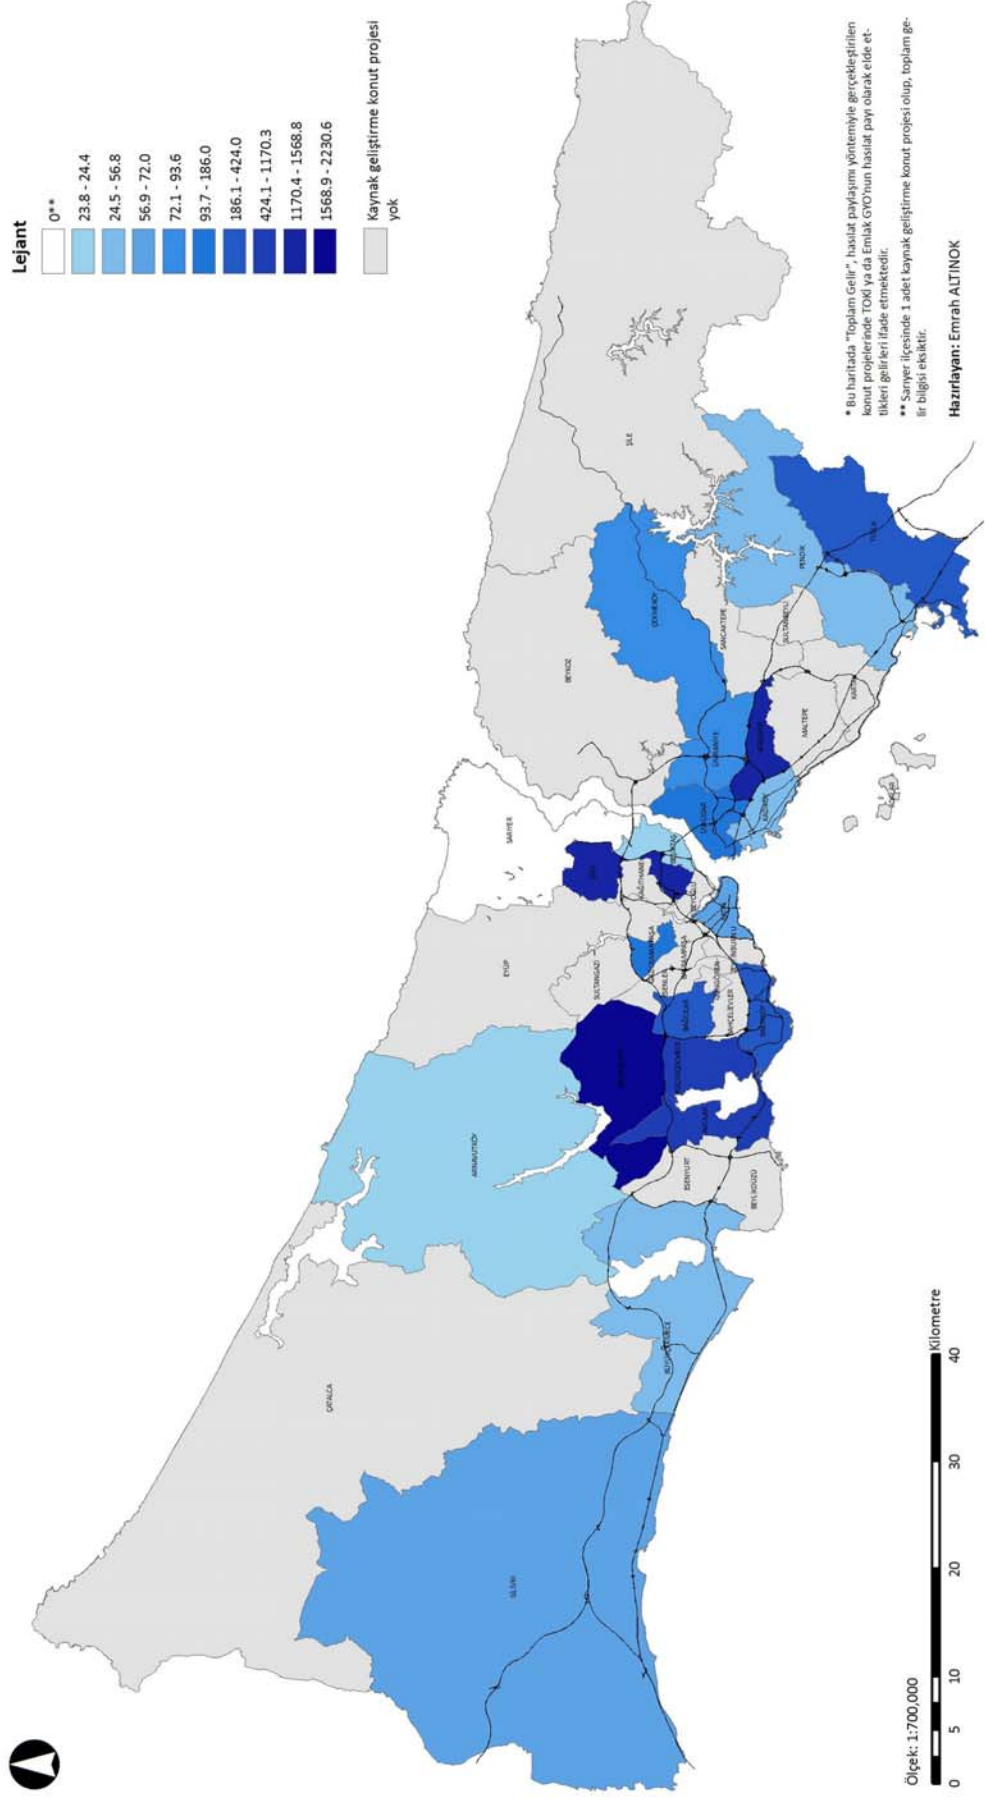 Lejant
0**
23.8 - 24.4
24.5 - 56.8
56.9 - 72.0
72.1 - 93.6
93.7 - 186.0
186.1 - 424.0
424.1 - 1170.3
1170.4 - 1568.8
1568.9 - 2230.6
Kaynak geliştirme konut projesi
yok
ÇATALCA
SİLİVRİ
BÜYÜKÇEKMECE
ARNAVUTKÖY
ESENYURT
BEYLİKDÜZÜ
EYÜP
SULTANGAZİ
BAĞCILAR
BAHÇELİEVLER
KAĞITHANE
SARIYER
BEYKOZ
ŞİLE
ÇEKMEKÖY
ÜMRANİYE
ÜSKÜDAR
KADIKÖY
MALTEPE
KARTAL
SANCAKTEPE
SULTANBEYLİ
PENDİK
TUZLA
* Bu haritada "Toplam Gelir", hasılat paylaşımı yöntemiyle gerçekleştirilen
konut projelerinde TOKİ ya da Emlak GYO'nun hasılat payı olarak elde et-
tikleri gelirleri ifade etmektedir.
** Sarıyer ilçesinde 1 adet kaynak geliştirme konut projesi olup, toplam ge-
lir bilgisi eksiktir.
Hazırlayan: Emrah ALTINOK
Ölçek: 1:700,000
0 5 10 20 30 40
Kilometre